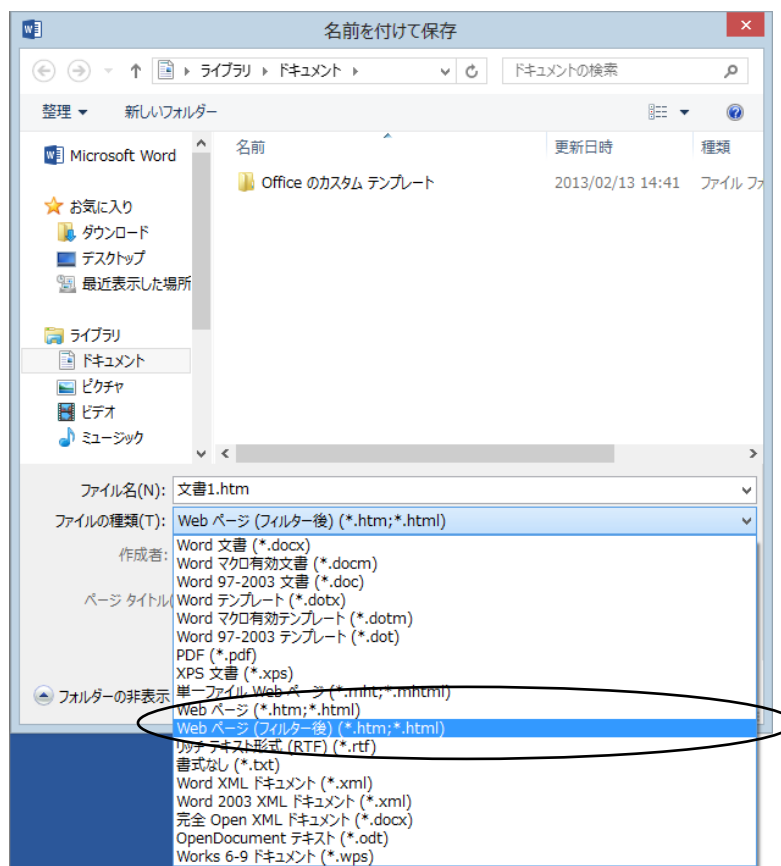 名前を付けて保存
ライブラリ ドキュメント
ドキュメントの検索
整理 新しいフォルダー
Microsoft Word
お気に入り
ダウンロード
デスクトップ
最近表示した場所
ライブラリ
ドキュメント
ピクチャ
ビデオ
ミュージック
名前 更新日時 種類
Office のカスタム テンプレート 2013/02/13 14:41 ファイル フォ
ファイル名(N): 文書1.htm
ファイルの種類(T): Web ページ (フィルター後) (*.htm;*.html)
作成者:
ページ タイトル(
フォルダーの非表示
Word 文書 (*.docx)
Word マクロ有効文書 (*.docm)
Word 97-2003 文書 (*.doc)
Word テンプレート (*.dotx)
Word マクロ有効テンプレート (*.dotm)
Word 97-2003 テンプレート (*.dot)
PDF (*.pdf)
XPS 文書 (*.xps)
単一ファイル Web ページ (*.mht;*.mhtml)
Web ページ (*.htm;*.html)
Web ページ (フィルター後) (*.htm;*.html)
リッチ テキスト形式 (RTF) (*.rtf)
書式なし (*.txt)
Word XML ドキュメント (*.xml)
Word 2003 XML ドキュメント (*.xml)
完全 Open XML ドキュメント (*.docx)
OpenDocument テキスト (*.odt)
Works 6-9 ドキュメント (*.wps)